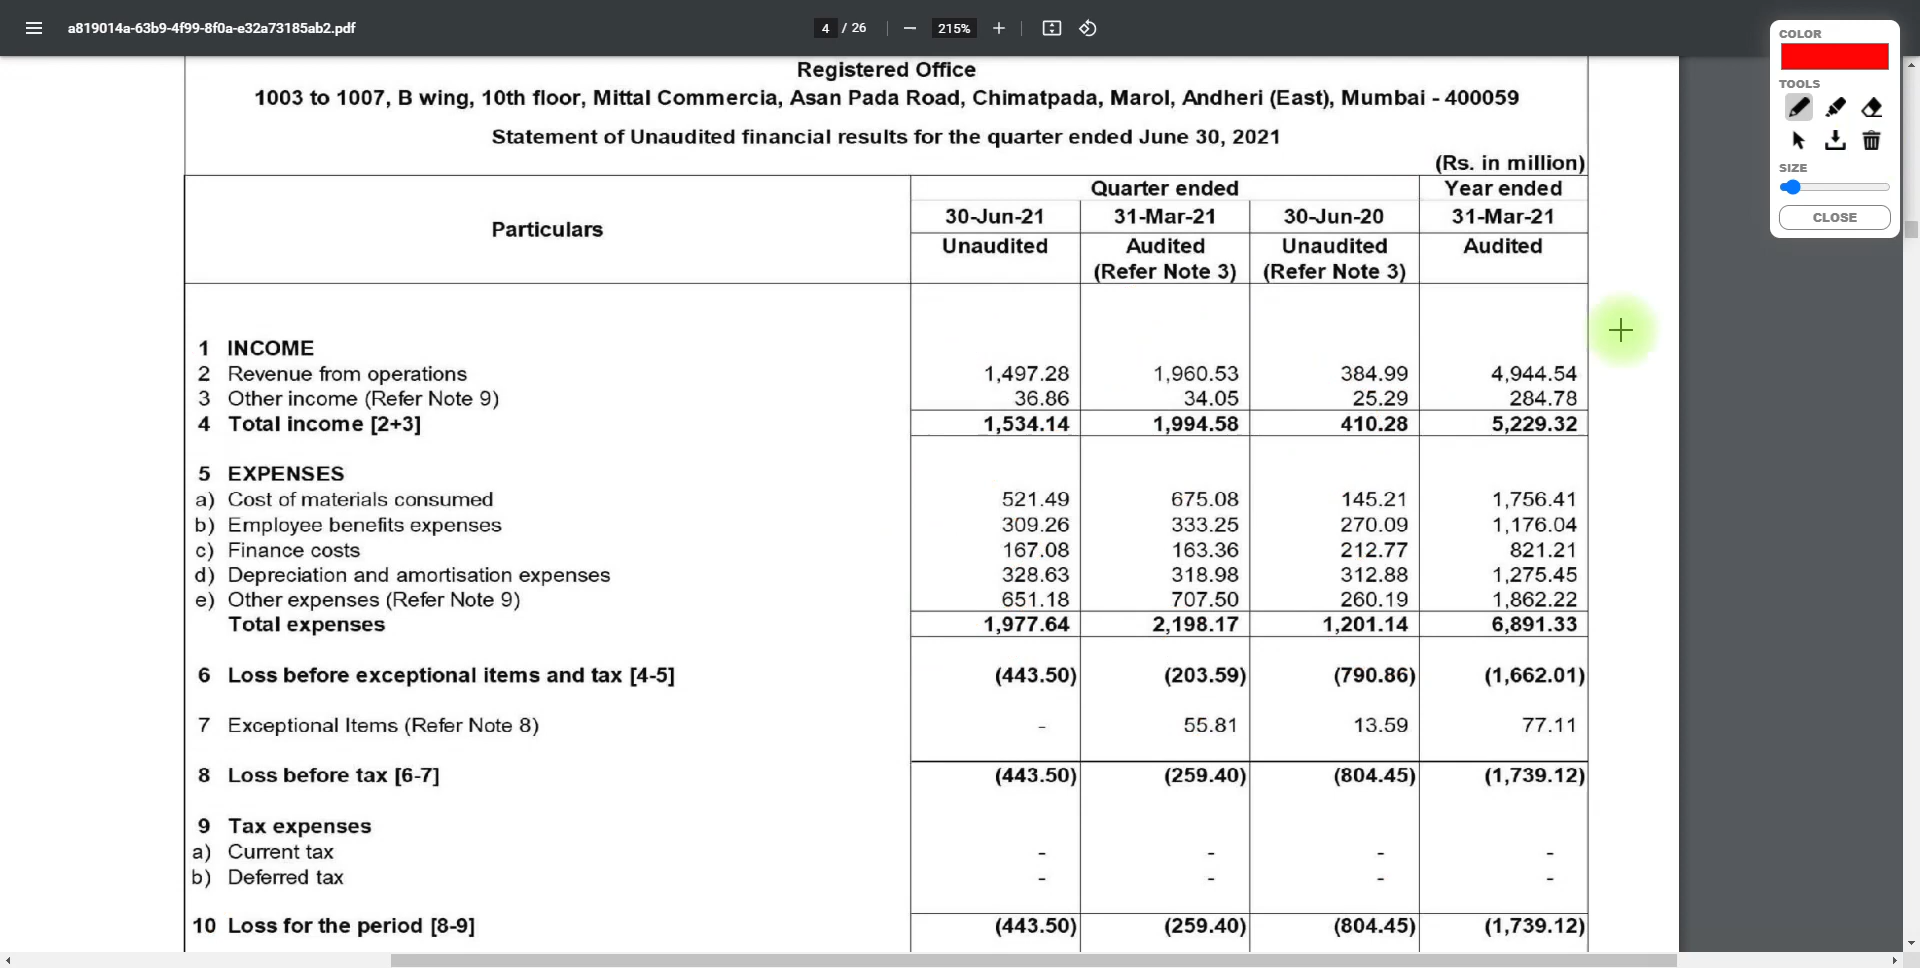 a819014a-63b9-4f99-8f0a-e32a73185ab2.pdf
4 / 26
215%
COLOR
TOOLS
SIZE
CLOSE
Registered Office
1003 to 1007, B wing, 10th floor, Mittal Commercia, Asan Pada Road, Chimatpada, Marol, Andheri (East), Mumbai - 400059
Statement of Unaudited financial results for the quarter ended June 30, 2021
(Rs. in million)
Particulars Quarter ended Year ended
30-Jun-21 31-Mar-21 30-Jun-20 31-Mar-21
Unaudited Audited Unaudited Audited
(Refer Note 3) (Refer Note 3)
1 INCOME
2 Revenue from operations 1,497.28 1,960.53 384.99 4,944.54
3 Other income (Refer Note 9) 36.86 34.05 25.29 284.78
4 Total income [2+3] 1,534.14 1,994.58 410.28 5,229.32
5 EXPENSES
a) Cost of materials consumed 521.49 675.08 145.21 1,756.41
b) Employee benefits expenses 309.26 333.25 270.09 1,176.04
c) Finance costs 167.08 163.36 212.77 821.21
d) Depreciation and amortisation expenses 328.63 318.98 312.88 1,275.45
e) Other expenses (Refer Note 9) 651.18 707.50 260.19 1,862.22
Total expenses 1,977.64 2,198.17 1,201.14 6,891.33
6 Loss before exceptional items and tax [4-5] (443.50) (203.59) (790.86) (1,662.01)
7 Exceptional Items (Refer Note 8) - 55.81 13.59 77.11
8 Loss before tax [6-7] (443.50) (259.40) (804.45) (1,739.12)
9 Tax expenses
a) Current tax - - - -
b) Deferred tax - - - -
10 Loss for the period [8-9] (443.50) (259.40) (804.45) (1,739.12)